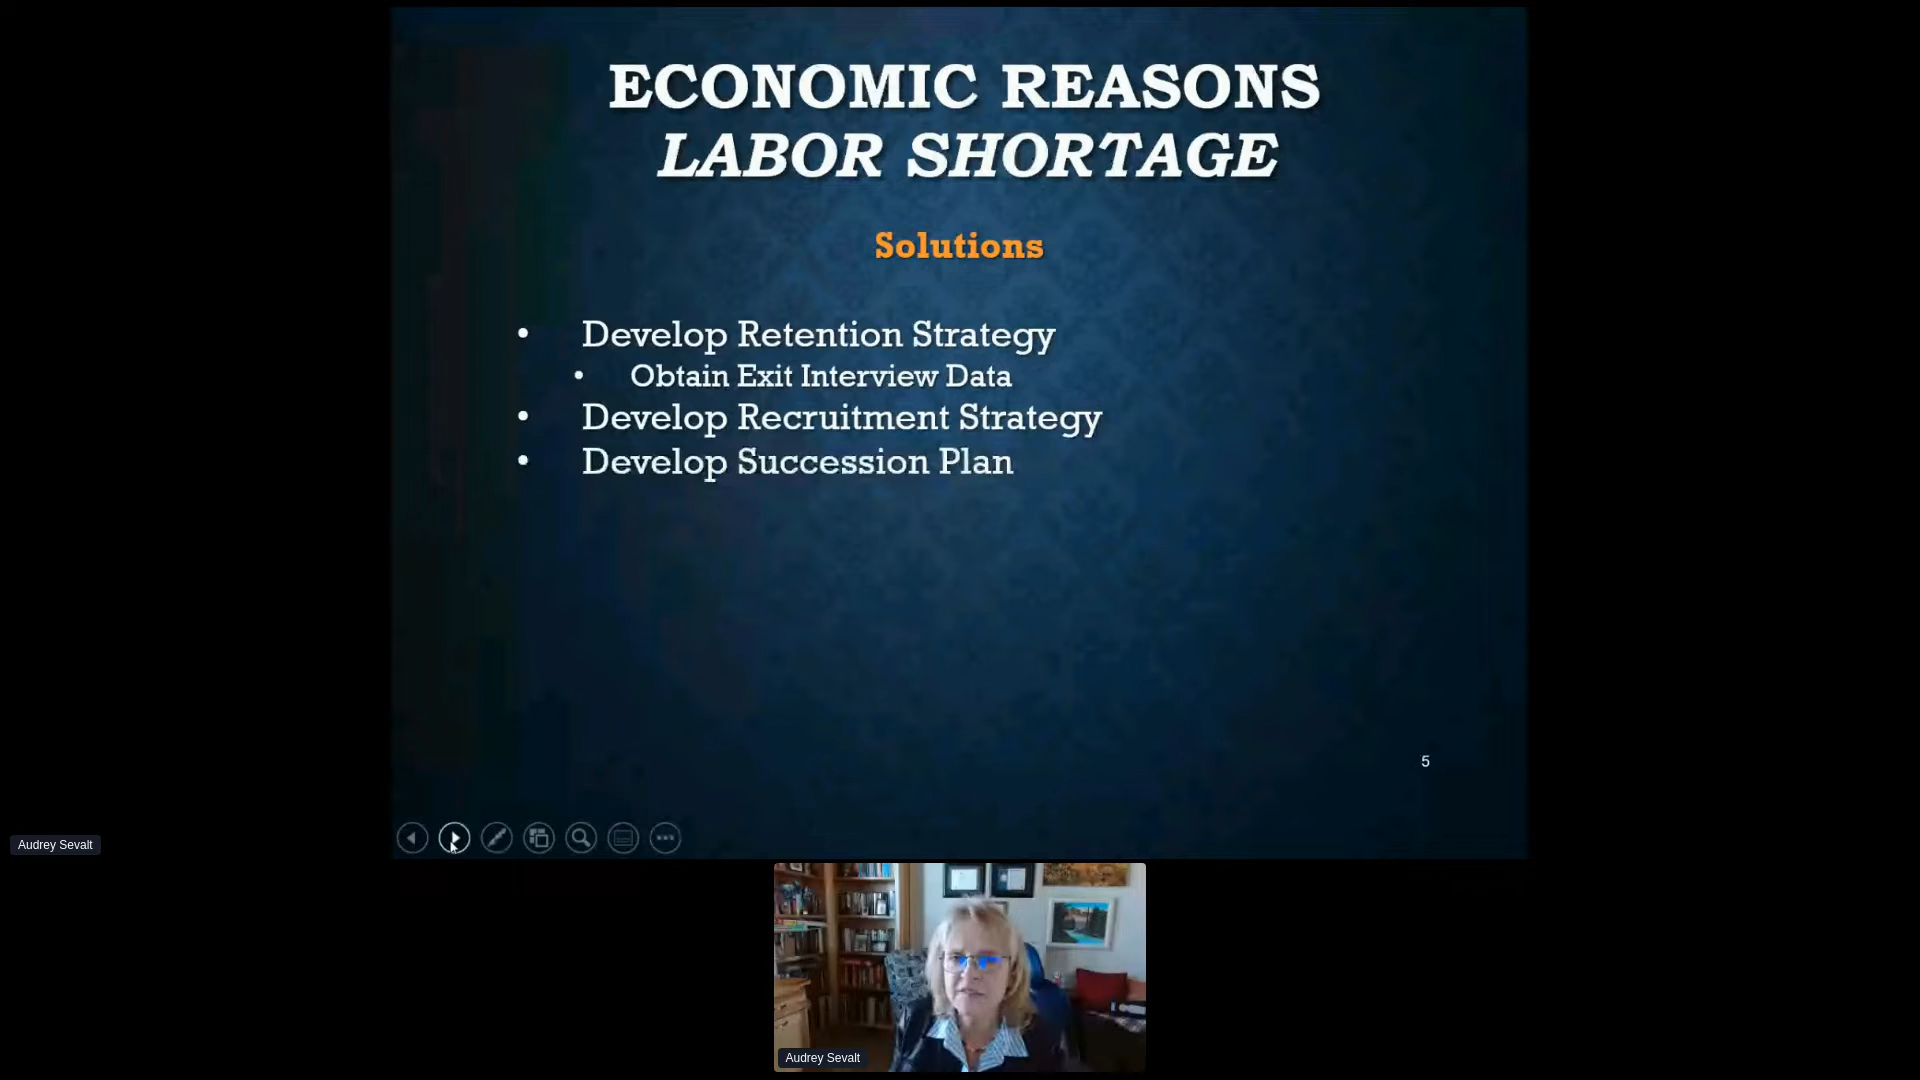 ECONOMIC REASONS
LABOR SHORTAGE
Solutions
• Develop Retention Strategy
• Obtain Exit Interview Data
• Develop Recruitment Strategy
• Develop Succession Plan
5
Audrey Sevalt
Audrey Sevalt